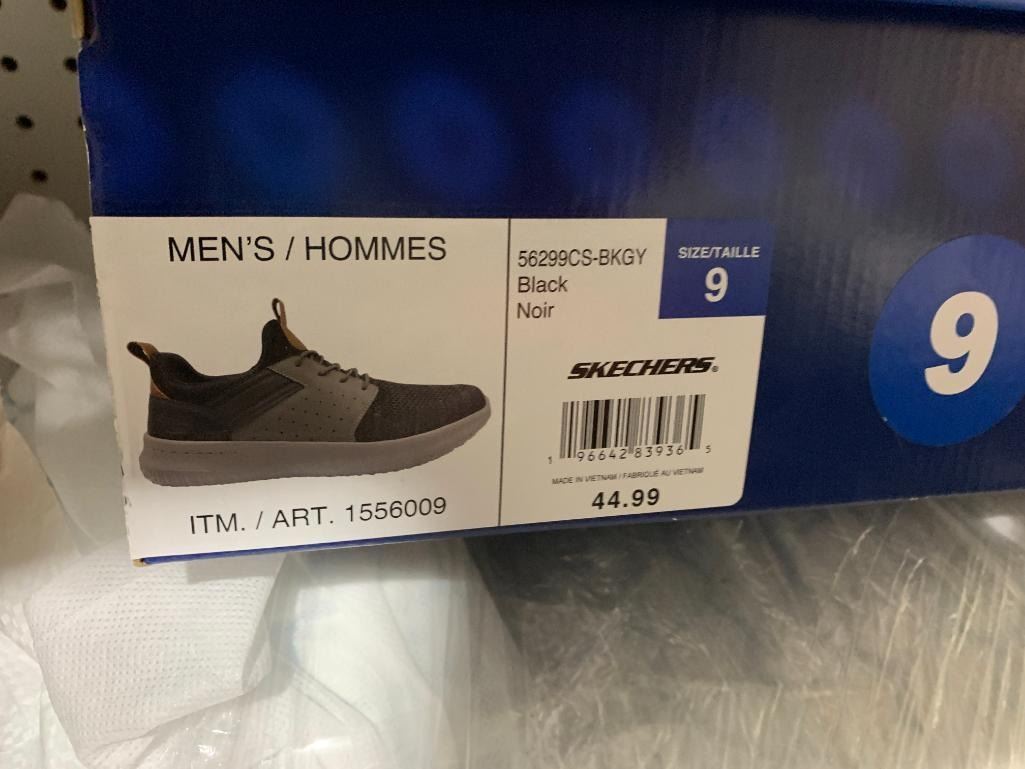 MEN'S / HOMMES
ITM. / ART. 1556009
56299CS-BKGY
Black
Noir
SIZE/TAILLE
9
SKECHERS®
1 96642 83936 5
MADE IN VIETNAM / FABRIQUÉ AU VIETNAM
44.99
9